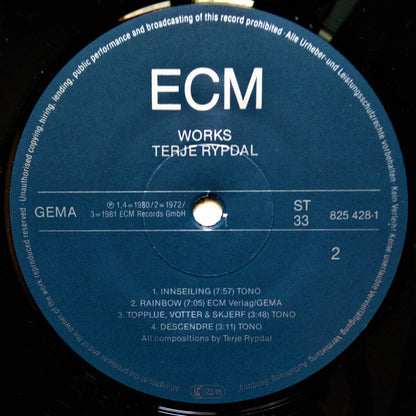 Unauthorised copying, hiring, lending, public performance and broadcasting of this record prohibited · Alle Urheber- und Leistungsschutzrechte vorbehalten
Kein Verleih! Keine unerlaubte Vervielfältigung, Vermietung, Aufführung, Sendung!
All rights of the producer and of the owner of the work reproduced reserved
ECM
WORKS
TERJE RYPDAL
GEMA
℗ 1,4=1980/2=1972/
3=1981 ECM Records GmbH
ST
33
825 428-1
2
1. INNSEILING (7:57) TONO
2. RAINBOW (7:05) ECM Verlag/GEMA
3. TOPPLUE, VOTTER & SKJERF (3:48) TONO
4. DESCENDRE (3:11) TONO
All compositions by Terje Rypdal
LC 2516